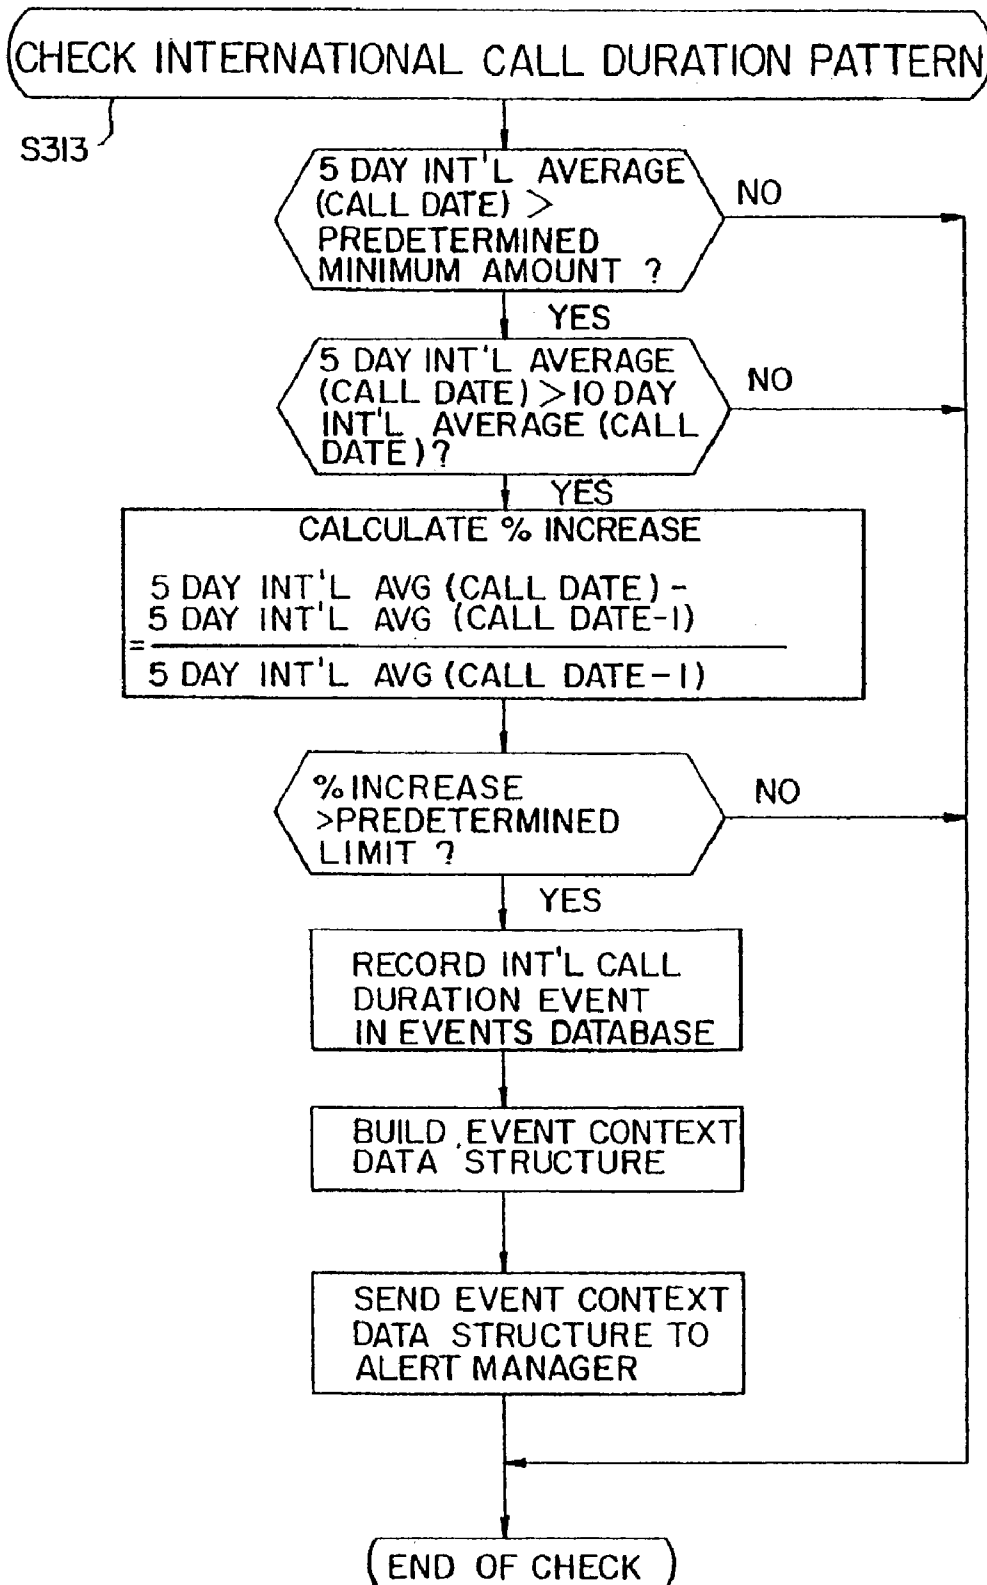 CHECK INTERNATIONAL CALL DURATION PATTERN
S313
5 DAY INT'L AVERAGE
(CALL DATE) >
PREDETERMINED
MINIMUM AMOUNT ?
NO
YES
5 DAY INT'L AVERAGE
(CALL DATE) > 10 DAY
INT'L AVERAGE (CALL
DATE) ?
NO
YES
CALCULATE % INCREASE
5 DAY INT'L AVG (CALL DATE) -
5 DAY INT'L AVG (CALL DATE-1)
=
5 DAY INT'L AVG (CALL DATE-1)
% INCREASE
>PREDETERMINED
LIMIT ?
NO
YES
RECORD INT'L CALL
DURATION EVENT
IN EVENTS DATABASE
BUILD EVENT CONTEXT
DATA STRUCTURE
SEND EVENT CONTEXT
DATA STRUCTURE TO
ALERT MANAGER
END OF CHECK